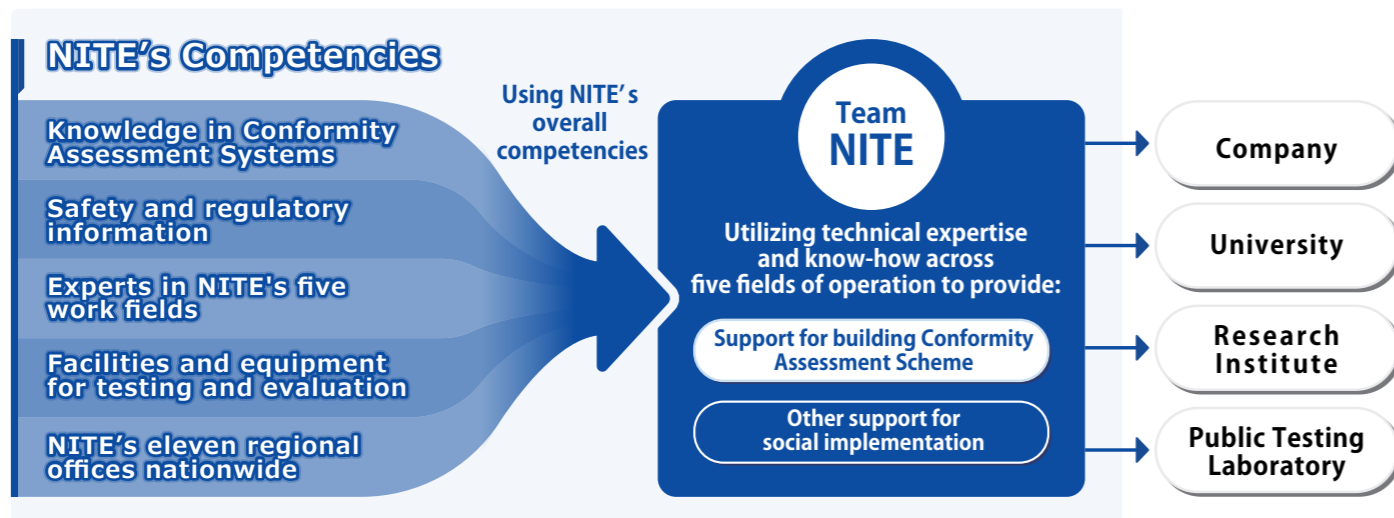 NITE’s Competencies
Knowledge in Conformity
Assessment Systems
Safety and regulatory
information
Experts in NITE's five
work fields
Facilities and equipment
for testing and evaluation
NITE’s eleven regional
offices nationwide
Using NITE’s
overall
competencies
Team
NITE
Utilizing technical expertise
and know-how across
five fields of operation to provide:
Support for building Conformity
Assessment Scheme
Other support for
social implementation
Company
University
Research
Institute
Public Testing
Laboratory